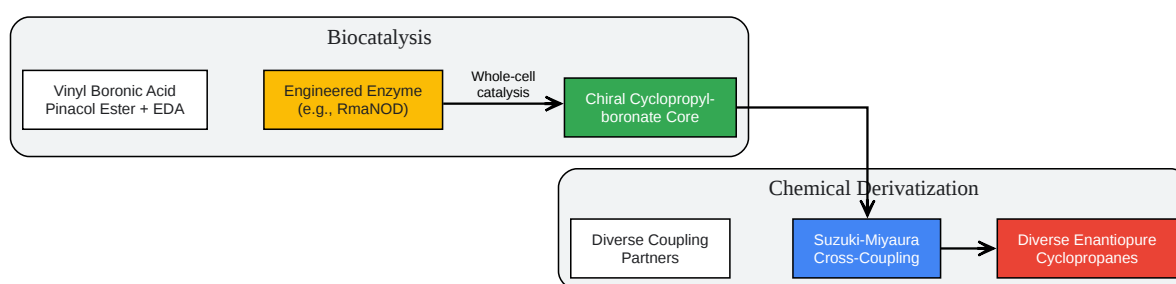 Biocatalysis
Vinyl Boronic Acid
Pinacol Ester + EDA
Engineered Enzyme
(e.g., RmaNOD)
Whole-cell
catalysis
Chiral Cyclopropyl-
boronate Core
Chemical Derivatization
Diverse Coupling
Partners
Suzuki-Miyaura
Cross-Coupling
Diverse Enantiopure
Cyclopropanes